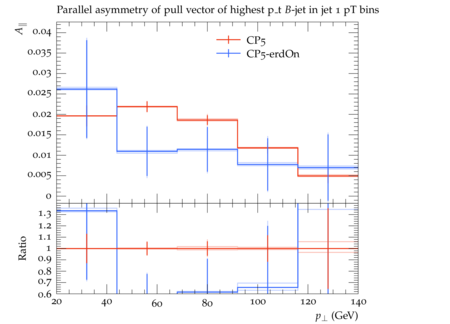 Parallel asymmetry of pull vector of highest p_t B-jet in jet 1 pT bins
A∥
0.04
0.035
0.03
0.025
0.02
0.015
0.01
0.005
0
CP5
CP5-erdOn
Ratio
1.3
1.2
1.1
1
0.9
0.8
0.7
0.6
20 40 60 80 100 120 140
p⊥ (GeV)